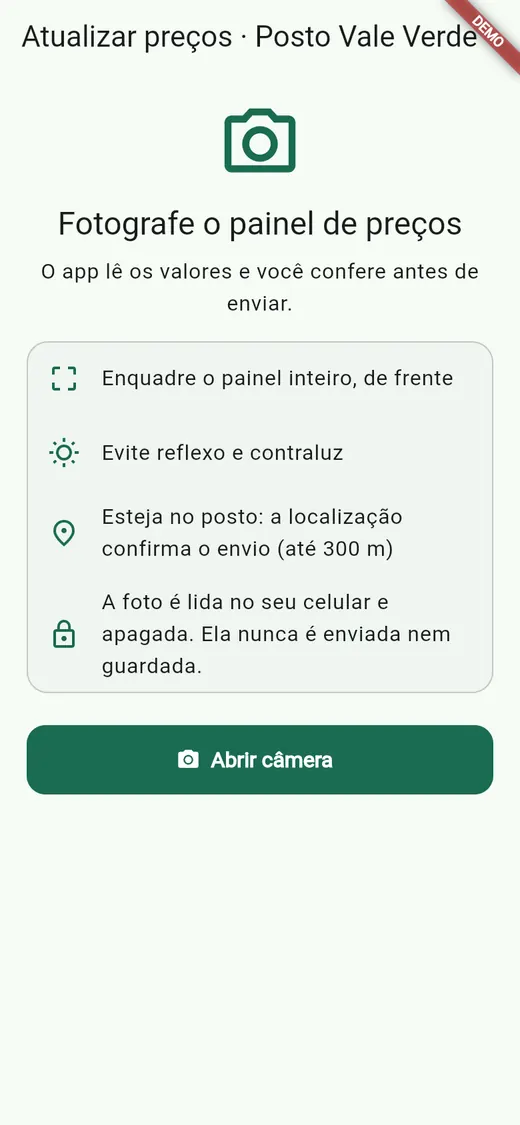 Atualizar preços · Posto Vale Verde
DEMO
Fotografe o painel de preços
O app lê os valores e você confere antes de
enviar.
Enquadre o painel inteiro, de frente
Evite reflexo e contraluz
Esteja no posto: a localização
confirma o envio (até 300 m)
A foto é lida no seu celular e
apagada. Ela nunca é enviada nem
guardada.
Abrir câmera